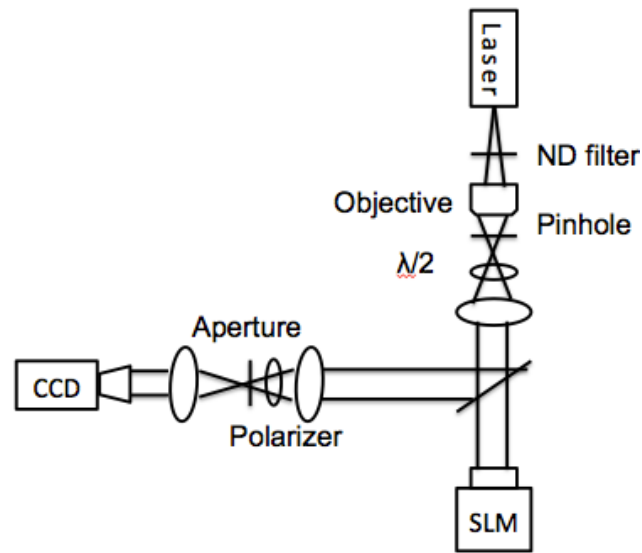 Laser
ND filter
Objective
Pinhole
λ/2
Aperture
CCD
Polarizer
SLM